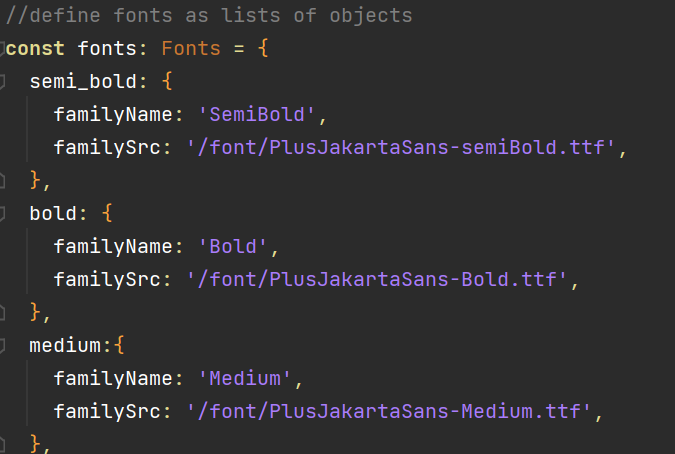 //define fonts as lists of objects
const fonts: Fonts = {
semi_bold: {
familyName: 'SemiBold',
familySrc: '/font/PlusJakartaSans-semiBold.ttf',
},
bold: {
familyName: 'Bold',
familySrc: '/font/PlusJakartaSans-Bold.ttf',
},
medium:{
familyName: 'Medium',
familySrc: '/font/PlusJakartaSans-Medium.ttf',
},